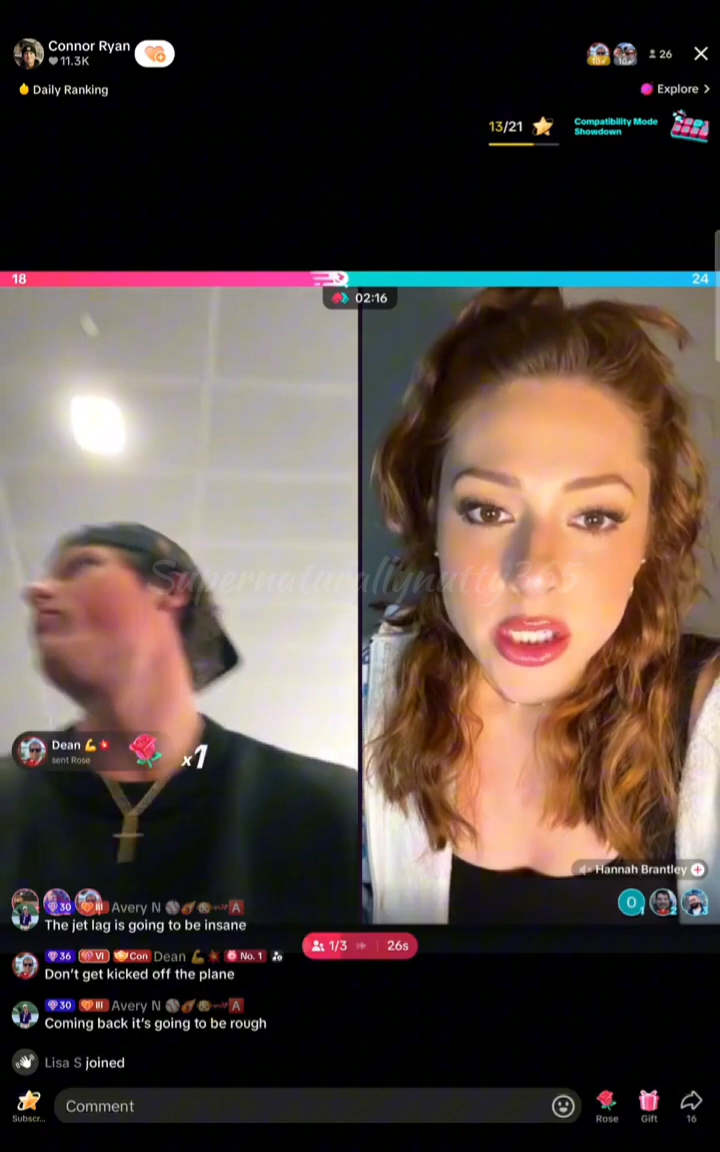 Connor Ryan
11.3K
26
Daily Ranking
Explore >
13/21
Compatibility Mode
Showdown
18
24
02:16
Supernaturallynatty365
Dean
sent Rose
x1
Hannah Brantley
30 III Avery N A
The jet lag is going to be insane
1/3
26s
36 VI Con Dean No. 1
Don't get kicked off the plane
30 III Avery N A
Coming back it's going to be rough
Lisa S joined
Subscr...
Comment
Rose
Gift
16